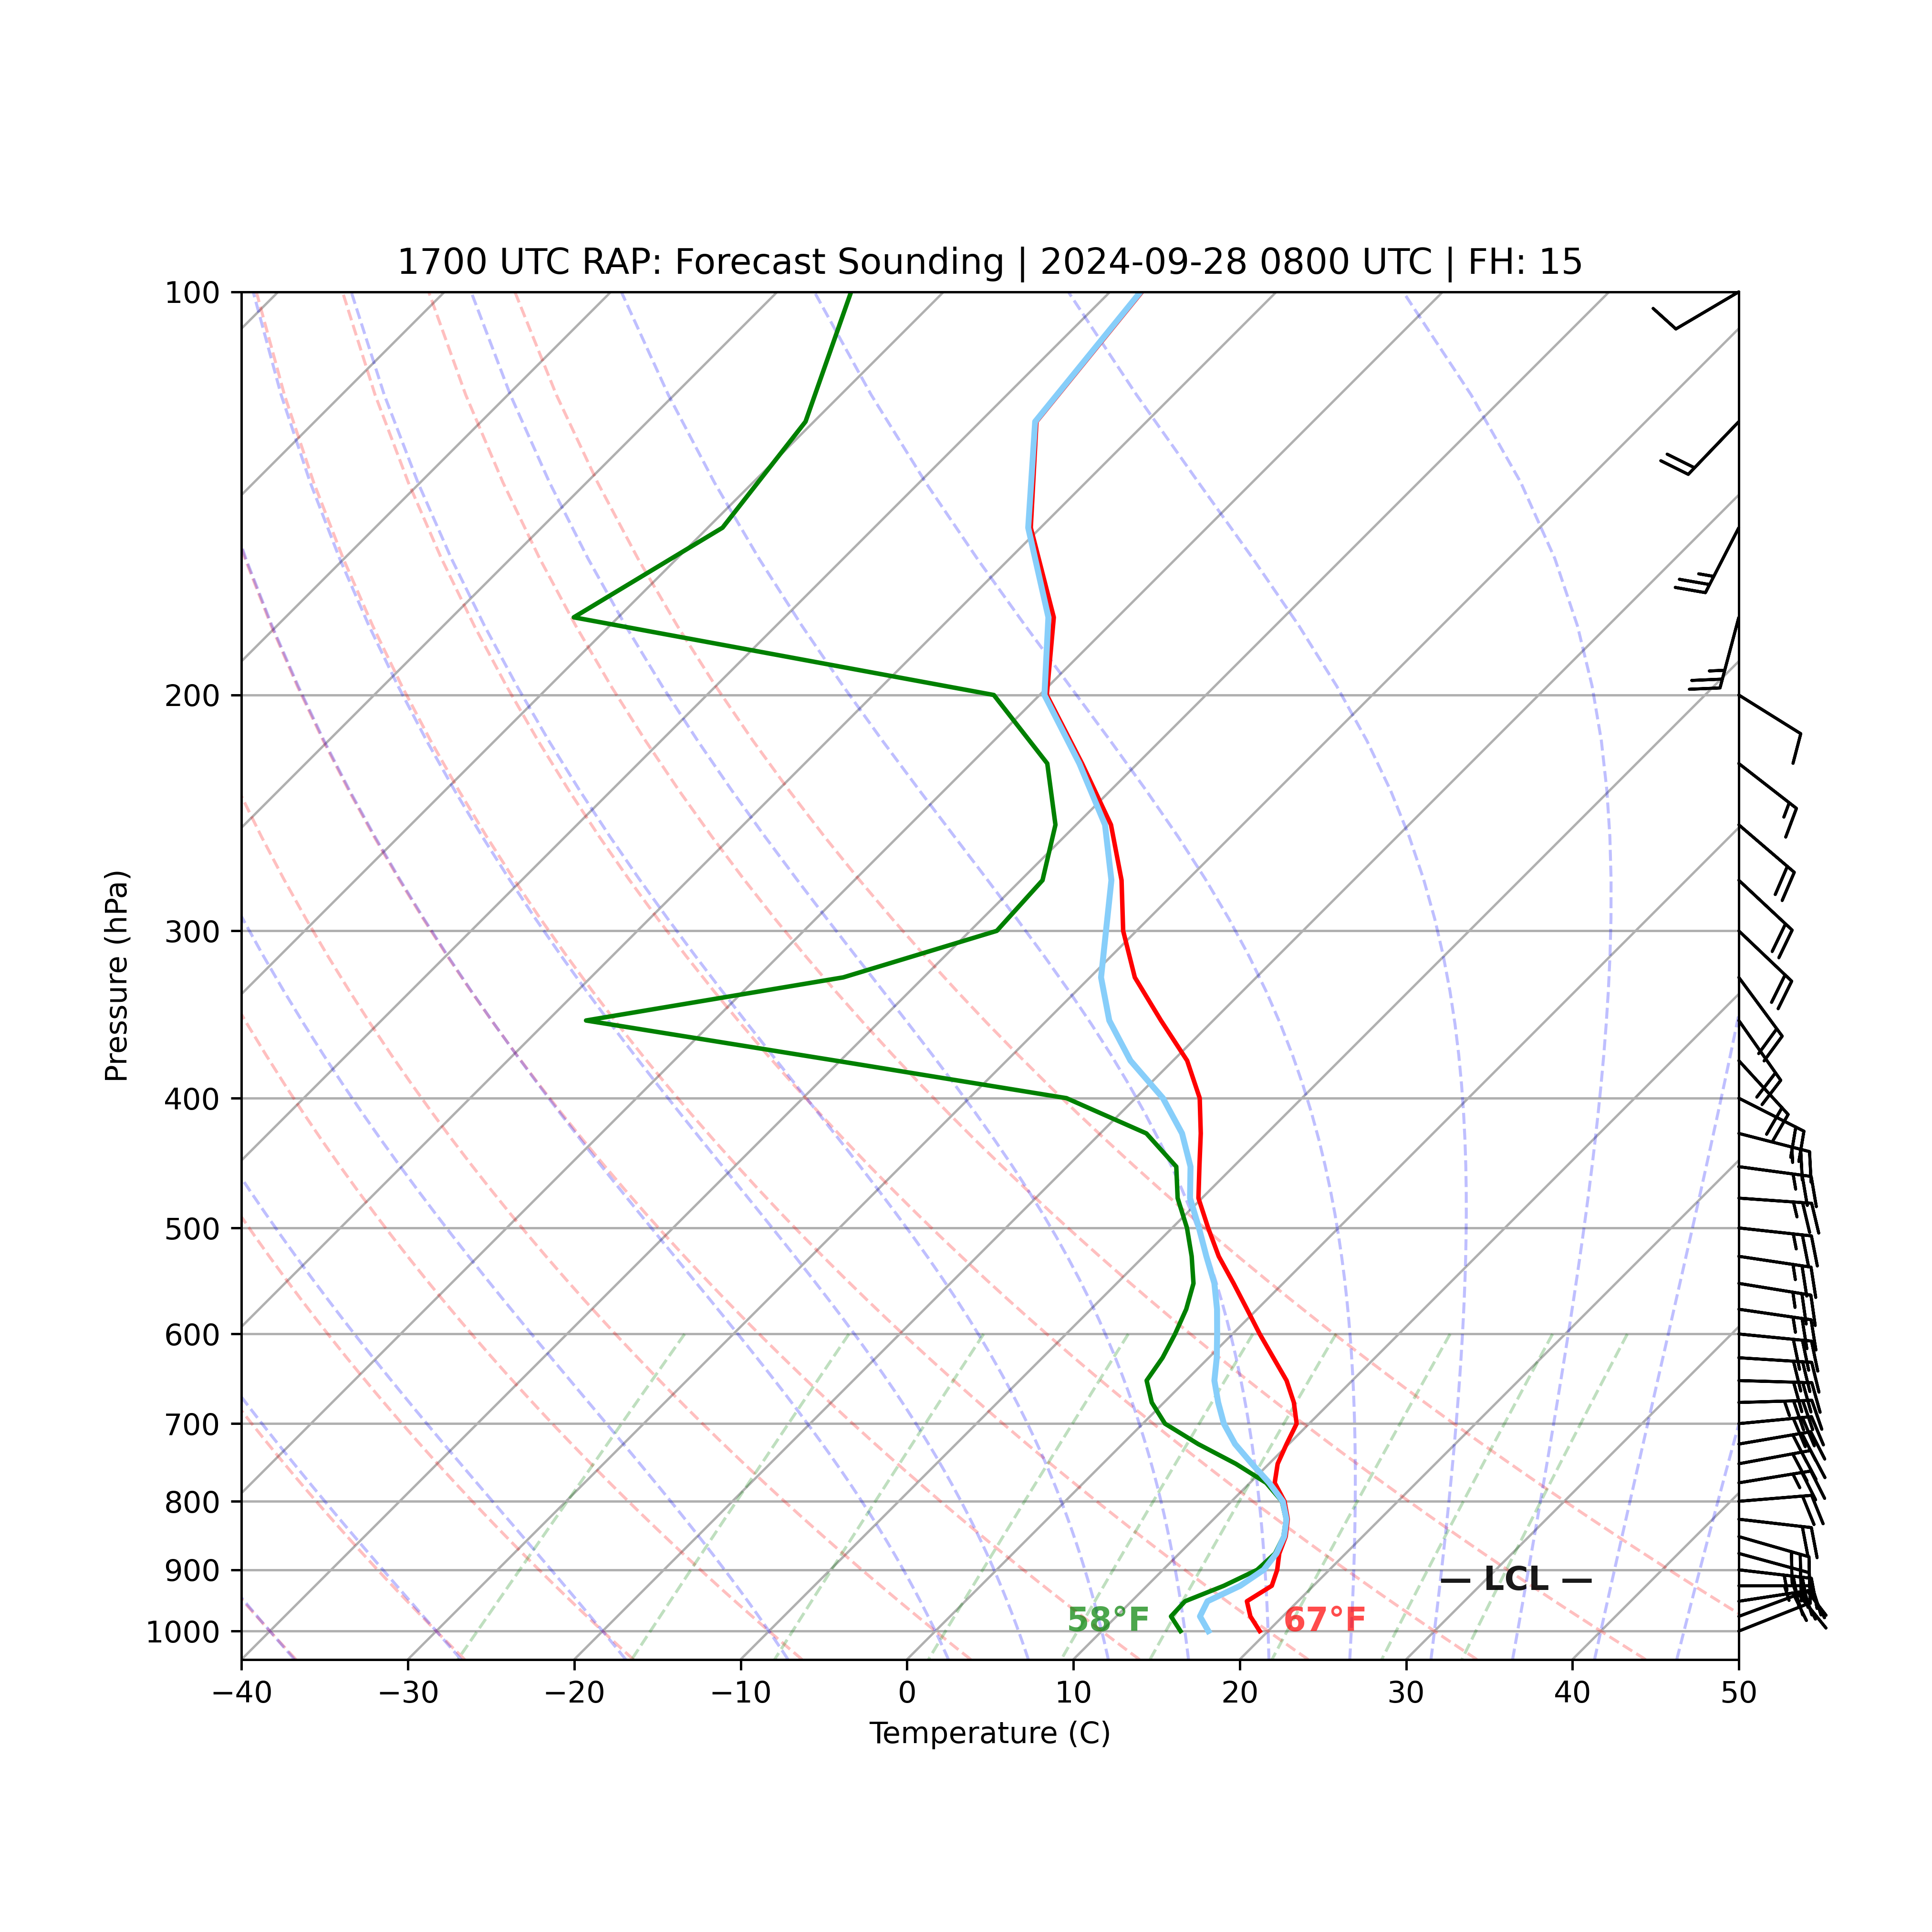 1700 UTC RAP: Forecast Sounding | 2024-09-28 0800 UTC | FH: 15
100
200
300
400
500
600
700
800
900
1000
Pressure (hPa)
— LCL —
58°F
67°F
−40 −30 −20 −10 0 10 20 30 40 50
Temperature (C)